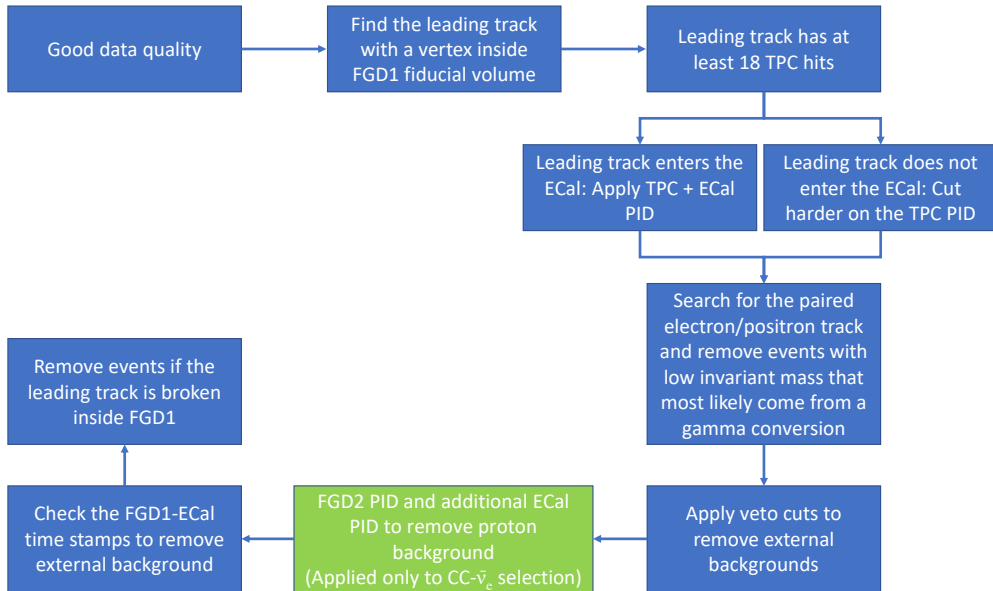 Good data quality
Find the leading track
with a vertex inside
FGD1 fiducial volume
Leading track has at
least 18 TPC hits
Leading track enters the
ECal: Apply TPC + ECal
PID
Leading track does not
enter the ECal: Cut
harder on the TPC PID
Search for the paired
electron/positron track
and remove events with
low invariant mass that
most likely come from a
gamma conversion
Apply veto cuts to
remove external
backgrounds
FGD2 PID and additional ECal
PID to remove proton
background
(Applied only to CC-ν̄ₑ selection)
Check the FGD1-ECal
time stamps to remove
external background
Remove events if the
leading track is broken
inside FGD1